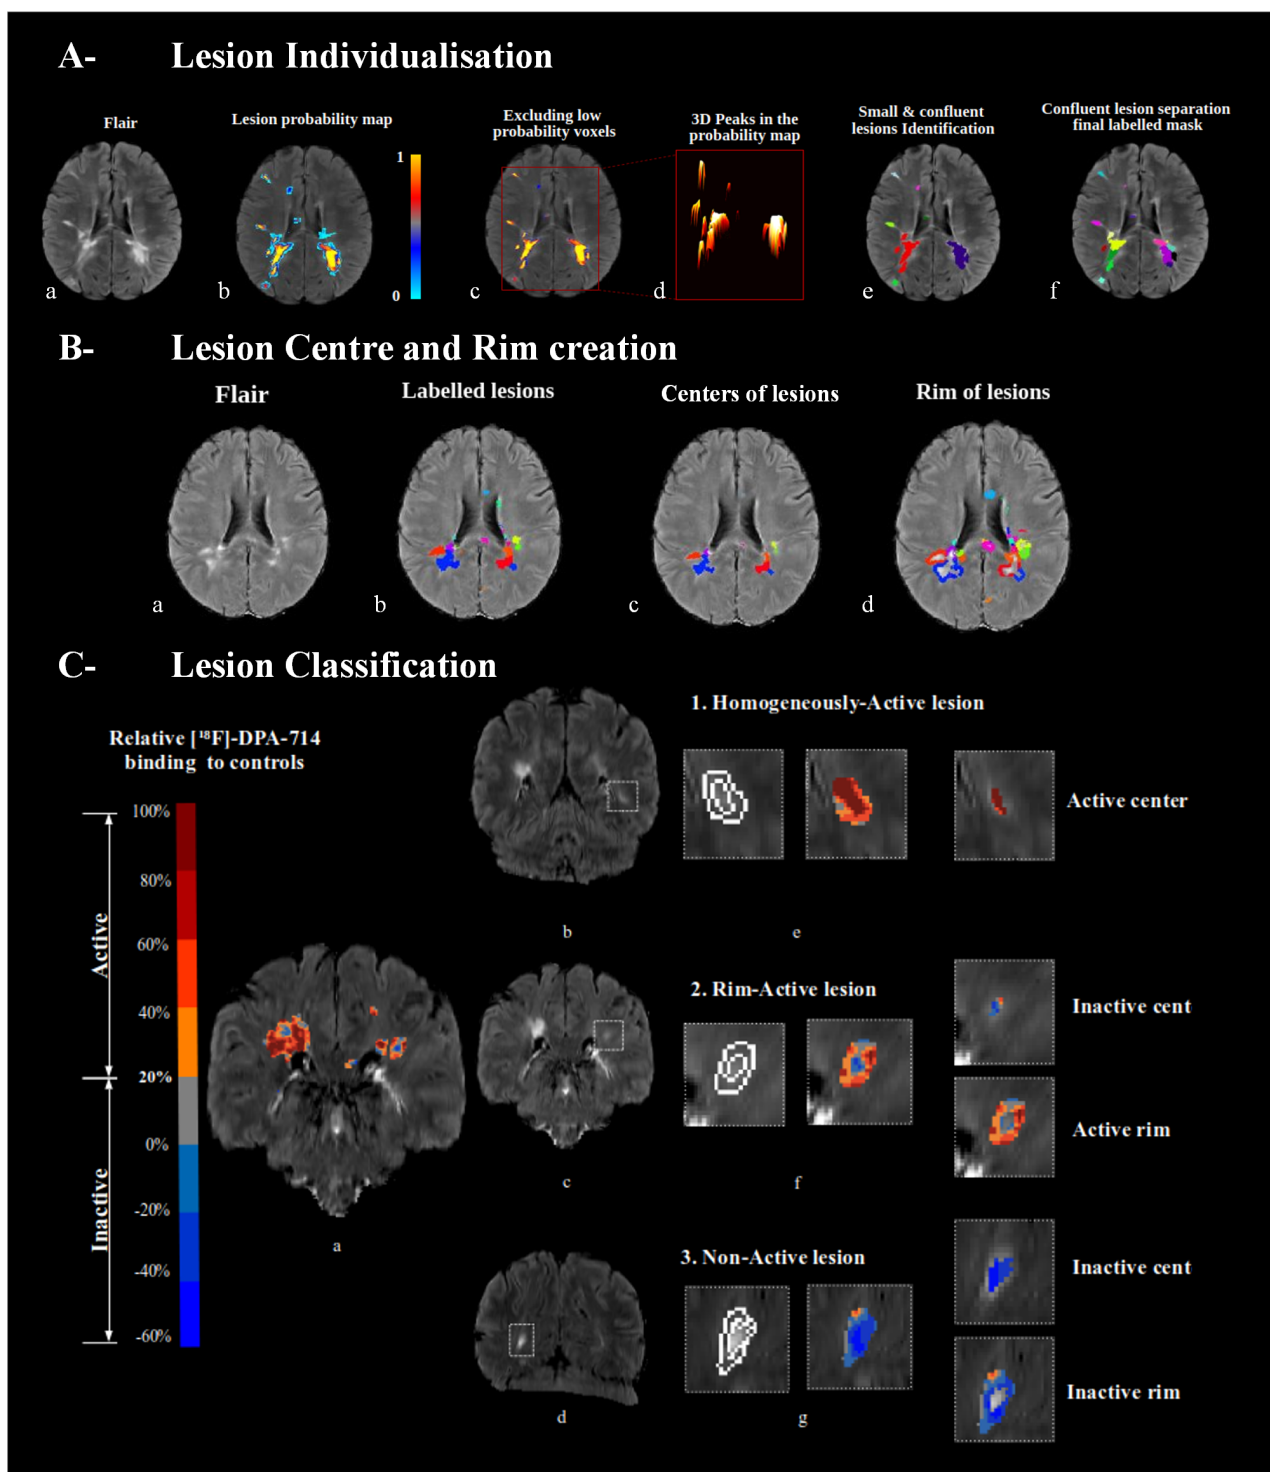 A- Lesion Individualisation
Flair
Lesion probability map
Excluding low
probability voxels
3D Peaks in the
probability map
Small & confluent
lesions Identification
Confluent lesion separation
final labelled mask
1
0
a
b
c
d
e
f
B- Lesion Centre and Rim creation
Flair
Labelled lesions
Centers of lesions
Rim of lesions
a
b
c
d
C- Lesion Classification
Relative [¹⁸F]-DPA-714
binding to controls
100%
80%
60%
40%
20%
0%
-20%
-40%
-60%
Active
Inactive
a
b
c
d
1. Homogeneously-Active lesion
Active center
e
2. Rim-Active lesion
Inactive cent
Active rim
f
3. Non-Active lesion
Inactive cent
Inactive rim
g